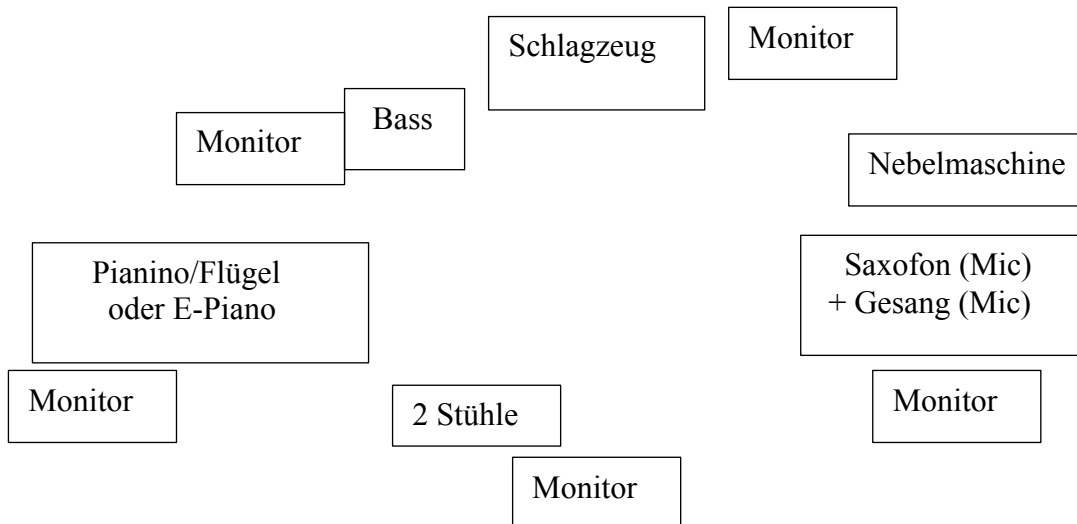 Schlagzeug
Monitor
Bass
Monitor
Nebelmaschine
Pianino/Flügel
oder E-Piano
Saxofon (Mic)
+ Gesang (Mic)
Monitor
2 Stühle
Monitor
Monitor